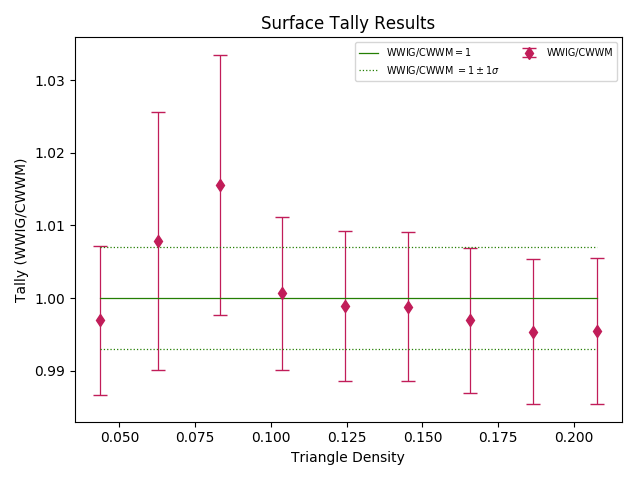 Surface Tally Results
WWIG/CWWM = 1
WWIG/CWWM = 1 ± 1σ
WWIG/CWWM
Tally (WWIG/CWWM)
1.03
1.02
1.01
1.00
0.99
0.050 0.075 0.100 0.125 0.150 0.175 0.200
Triangle Density